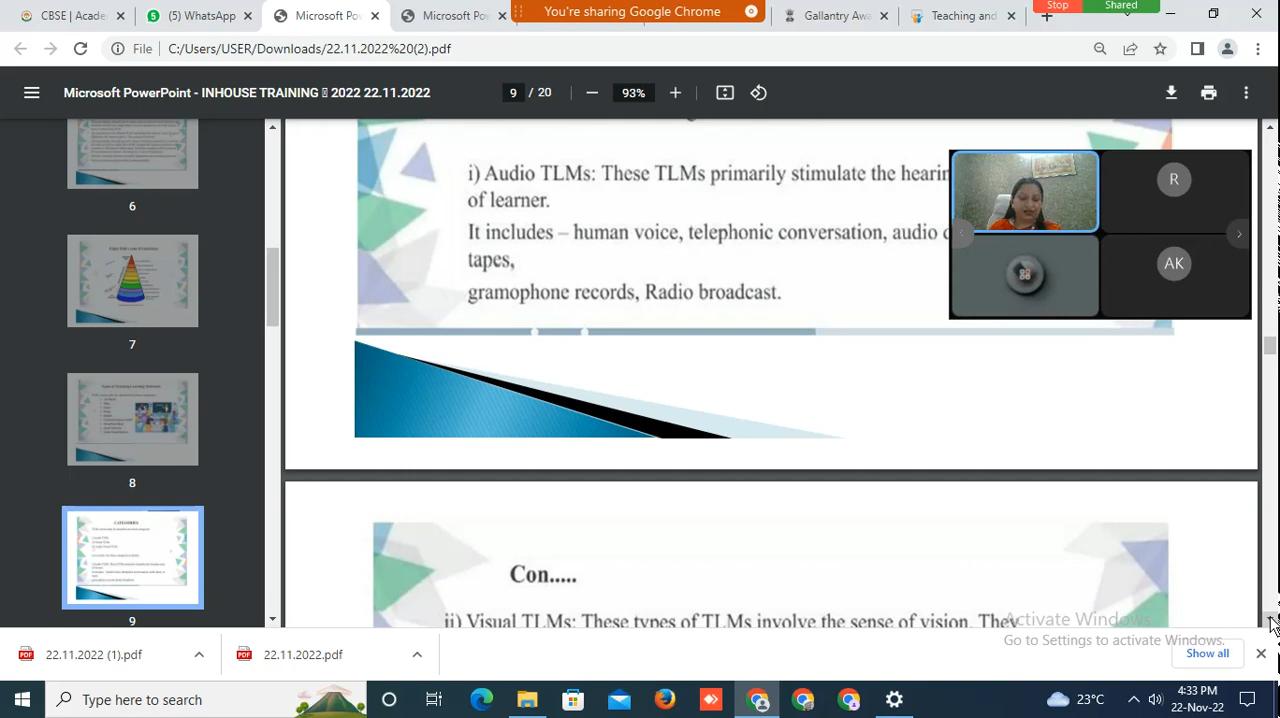 CBSE | Acade
5
(5) WhatsApp
Microsoft Po
Microsoft Po
You're sharing Google Chrome
Gallantry Awa
Teaching and
Stop
Shared
File
C:/Users/USER/Downloads/22.11.2022%20(2).pdf
Microsoft PowerPoint - INHOUSE TRAINING 2022 22.11.2022
9 / 20
93%
6
7
8
CATEGORIES
9
i) Audio TLMs: These TLMs primarily stimulate the hearin
of learner.
It includes – human voice, telephonic conversation, audio
tapes,
gramophone records, Radio broadcast.
R
AK
Con.....
ii) Visual TLMs: These types of TLMs involve the sense of vision. They
Activate Windows
Go to Settings to activate Windows.
22.11.2022 (1).pdf
22.11.2022.pdf
Show all
Type here to search
23°C
4:33 PM
22-Nov-22